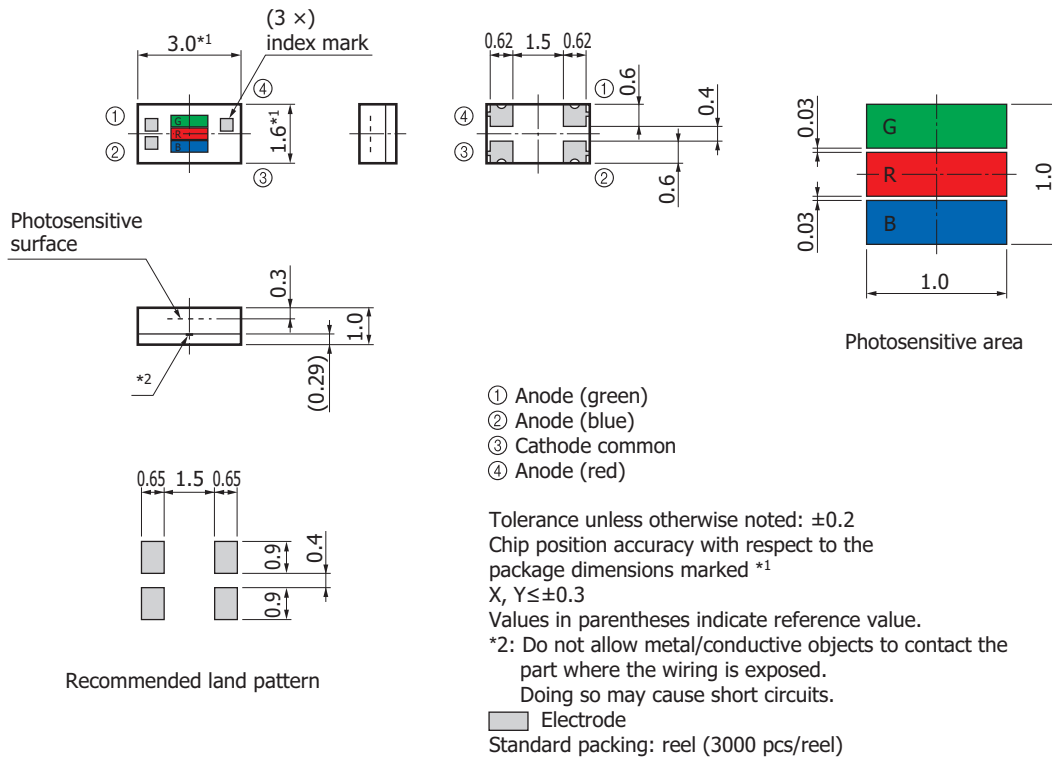 (3 ×)
index mark
3.0*1
④
①
②
③
G
R
B
1.6*1
0.62 1.5 0.62
①
④
③
②
0.6
0.4
0.6
0.03
0.03
G
R
B
1.0
1.0
Photosensitive area
Photosensitive
surface
0.3
1.0
(0.29)
*2
① Anode (green)
② Anode (blue)
③ Cathode common
④ Anode (red)
0.65 1.5 0.65
0.9
0.4
0.9
Recommended land pattern
Tolerance unless otherwise noted: ±0.2
Chip position accuracy with respect to the
package dimensions marked *1
X, Y≤±0.3
Values in parentheses indicate reference value.
*2: Do not allow metal/conductive objects to contact the
part where the wiring is exposed.
Doing so may cause short circuits.
Electrode
Standard packing: reel (3000 pcs/reel)